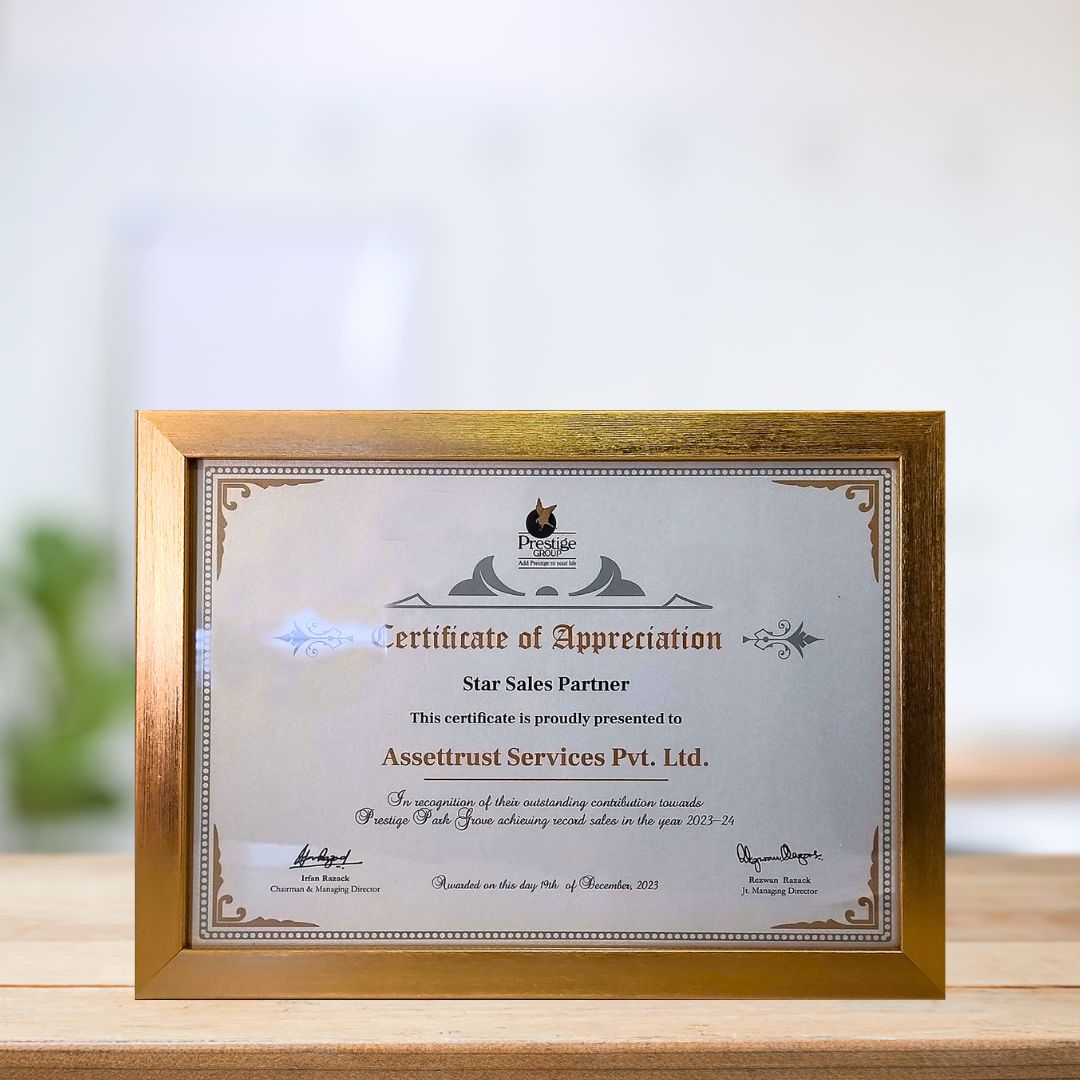 Prestige
GROUP
Add Prestige to your life
Certificate of Appreciation
Star Sales Partner
This certificate is proudly presented to
Assettrust Services Pvt. Ltd.
In recognition of their outstanding contribution towards
Prestige Park Grove achieving record sales in the year 2023-24
Irfan Razack
Chairman & Managing Director
Awarded on this day 19th of December, 2023
Rezwan Razack
Jt. Managing Director